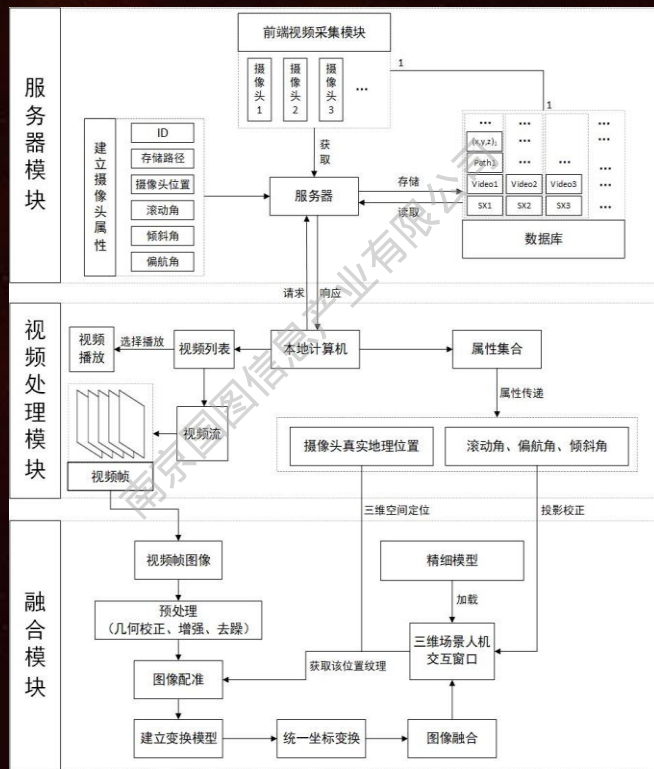 服务器模块
前端视频采集模块
摄像头1
摄像头2
摄像头3
...
1
1
获取
建立摄像头属性
ID
存储路径
摄像头位置
滚动角
倾斜角
偏航角
服务器
存储
读取
... ... ...
(x,y,z)1 ... ...
Path1 ... ...
Video1 Video2 Video3 ...
SX1 SX2 SX3 ...
数据库
请求
响应
视频处理模块
视频播放
选择播放
视频列表
本地计算机
属性集合
属性传递
视频流
视频帧
摄像头真实地理位置
滚动角、偏航角、倾斜角
三维空间定位
投影校正
融合模块
视频帧图像
精细模型
加载
预处理
(几何校正、增强、去躁)
三维场景人机
交互窗口
获取该位置纹理
图像配准
建立变换模型
统一坐标变换
图像融合
南京国图信息产业有限公司